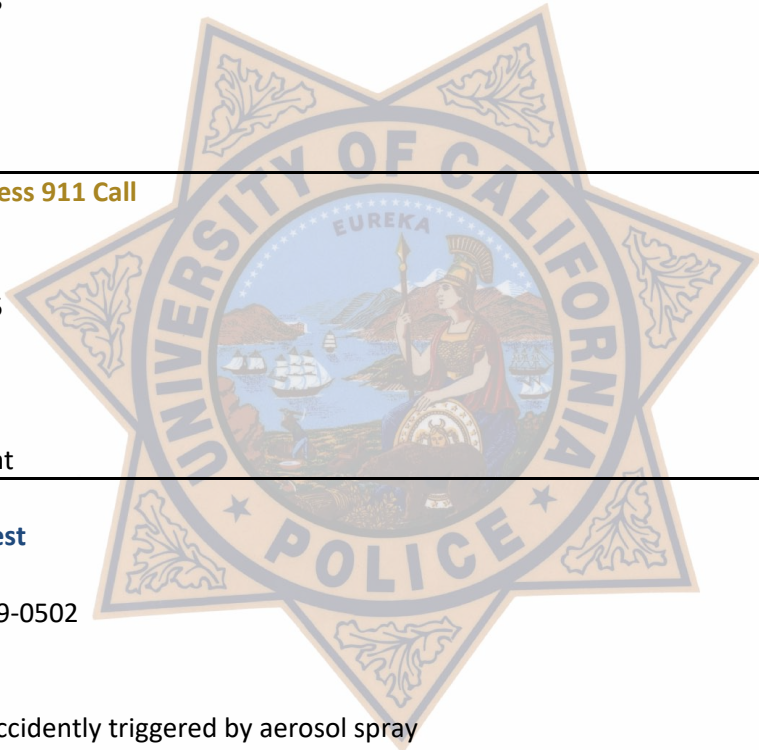 ess 911 Call
UNIVERSITY OF CALIFORNIA
EUREKA
nt
est
POLICE
9-0502
ccidently triggered by aerosol spray